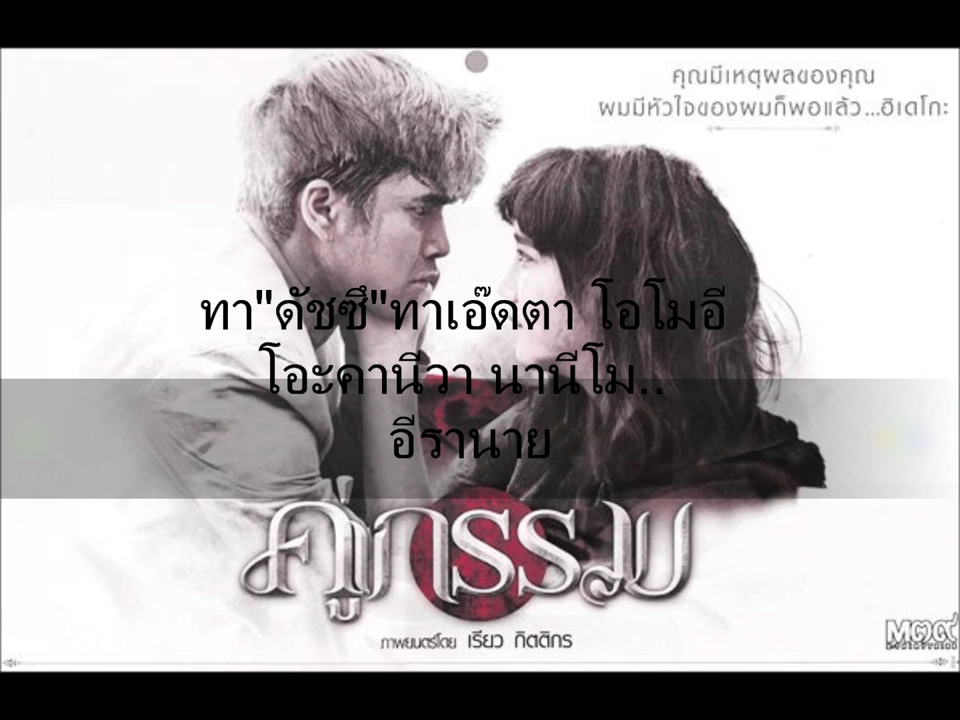 คุณมีเหตุผลของคุณ
ผมมีหัวใจของผมก็พอแล้ว...ฮิเดโกะ
ทา"ดัชซึ"ทาเอ๊ดตา โอโมอี
โอะคานีวา นานีโม..
อีรานาย
คู่กรรม
ภาพยนตร์โดย เรียว กิตติกร
M๓๙